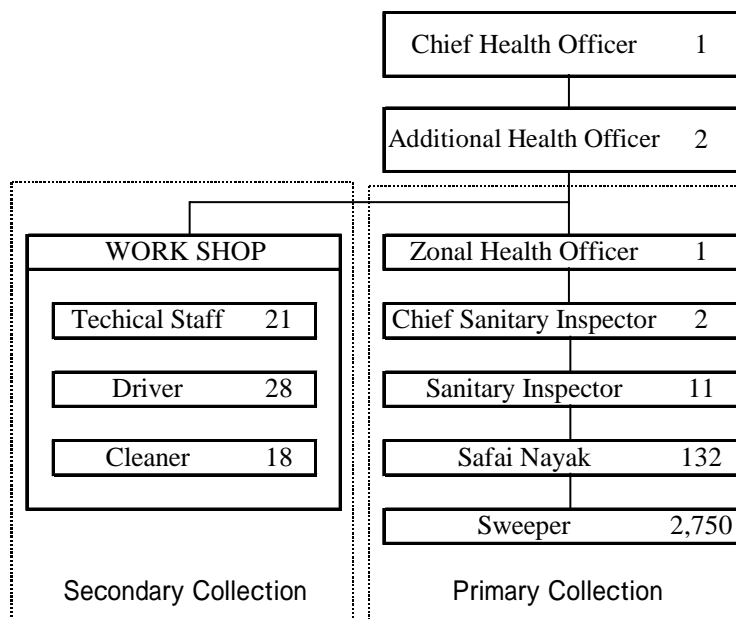 Chief Health Officer 1
Additional Health Officer 2
WORK SHOP
Techical Staff 21
Driver 28
Cleaner 18
Secondary Collection
Zonal Health Officer 1
Chief Sanitary Inspector 2
Sanitary Inspector 11
Safai Nayak 132
Sweeper 2,750
Primary Collection